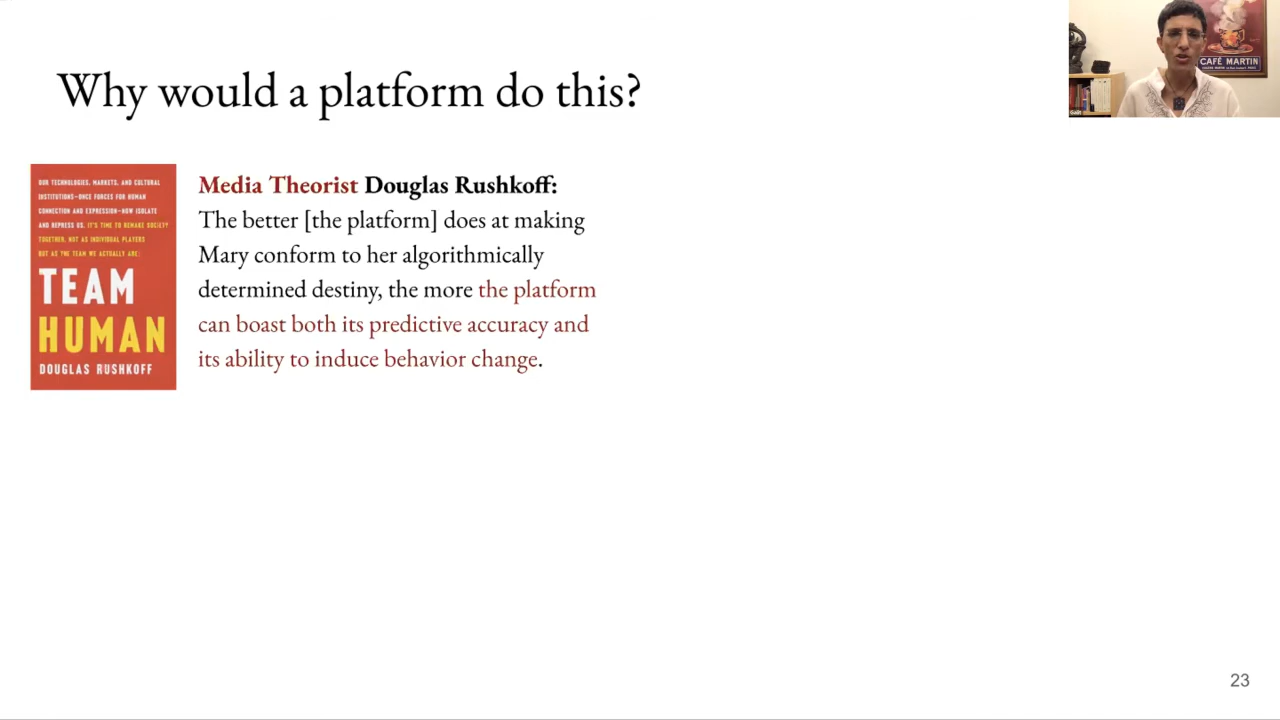 Why would a platform do this?
CAFÉ MARTIN
OUR TECHNOLOGIES, MARKETS, AND CULTURAL
INSTITUTIONS—ONCE FORCES FOR HUMAN
CONNECTION AND EXPRESSION—NOW ISOLATE
AND REPRESS US. IT'S TIME TO REMAKE SOCIETY
TOGETHER, NOT AS INDIVIDUAL PLAYERS
BUT AS THE TEAM WE ACTUALLY ARE:
TEAM
HUMAN
DOUGLAS RUSHKOFF
Media Theorist Douglas Rushkoff:
The better [the platform] does at making
Mary conform to her algorithmically
determined destiny, the more the platform
can boast both its predictive accuracy and
its ability to induce behavior change.
23